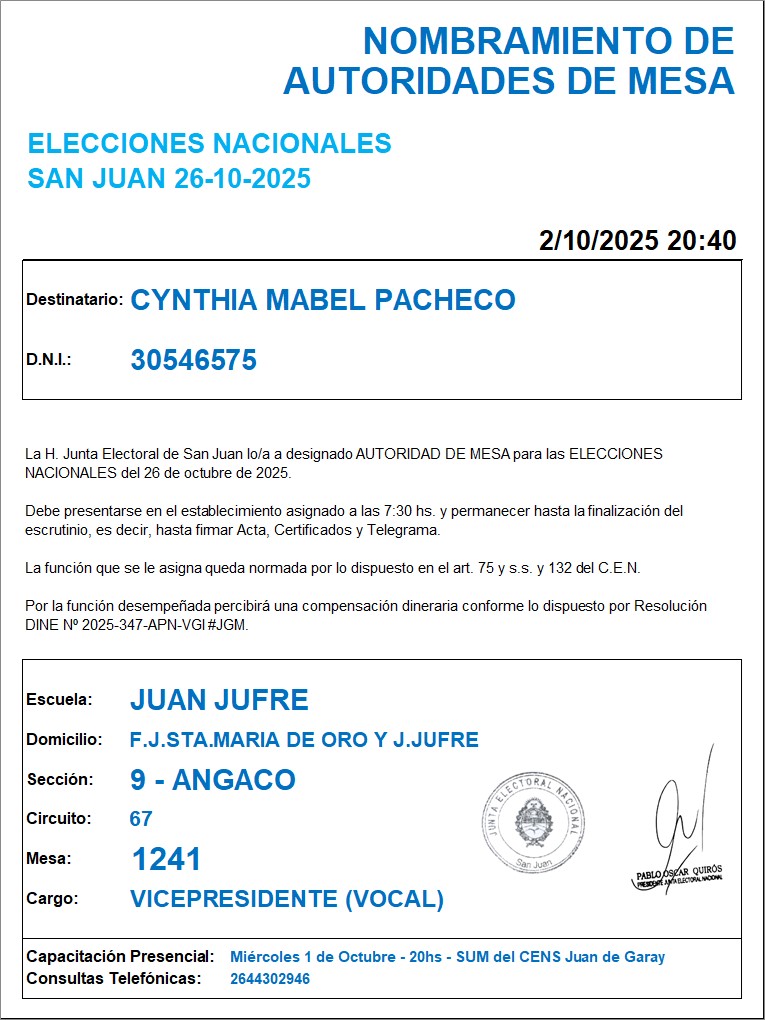 NOMBRAMIENTO DE
AUTORIDADES DE MESA
ELECCIONES NACIONALES
SAN JUAN 26-10-2025
2/10/2025 20:40
Destinatario: CYNTHIA MABEL PACHECO
D.N.I.: 30546575
La H. Junta Electoral de San Juan lo/a a designado AUTORIDAD DE MESA para las ELECCIONES
NACIONALES del 26 de octubre de 2025.
Debe presentarse en el establecimiento asignado a las 7:30 hs. y permanecer hasta la finalización del
escrutinio, es decir, hasta firmar Acta, Certificados y Telegrama.
La función que se le asigna queda normada por lo dispuesto en el art. 75 y s.s. y 132 del C.E.N.
Por la función desempeñada percibirá una compensación dineraria conforme lo dispuesto por Resolución
DINE Nº 2025-347-APN-VGI#JGM.
Escuela: JUAN JUFRE
Domicilio: F.J.STA.MARIA DE ORO Y J.JUFRE
Sección: 9 - ANGACO
Circuito: 67
Mesa: 1241
Cargo: VICEPRESIDENTE (VOCAL)
JUNTA ELECTORAL NACIONAL
San Juan
PABLO OSCAR QUIRÓS
PRESIDENTE JUNTA ELECTORAL NACIONAL
Capacitación Presencial: Miércoles 1 de Octubre - 20hs - SUM del CENS Juan de Garay
Consultas Telefónicas: 2644302946